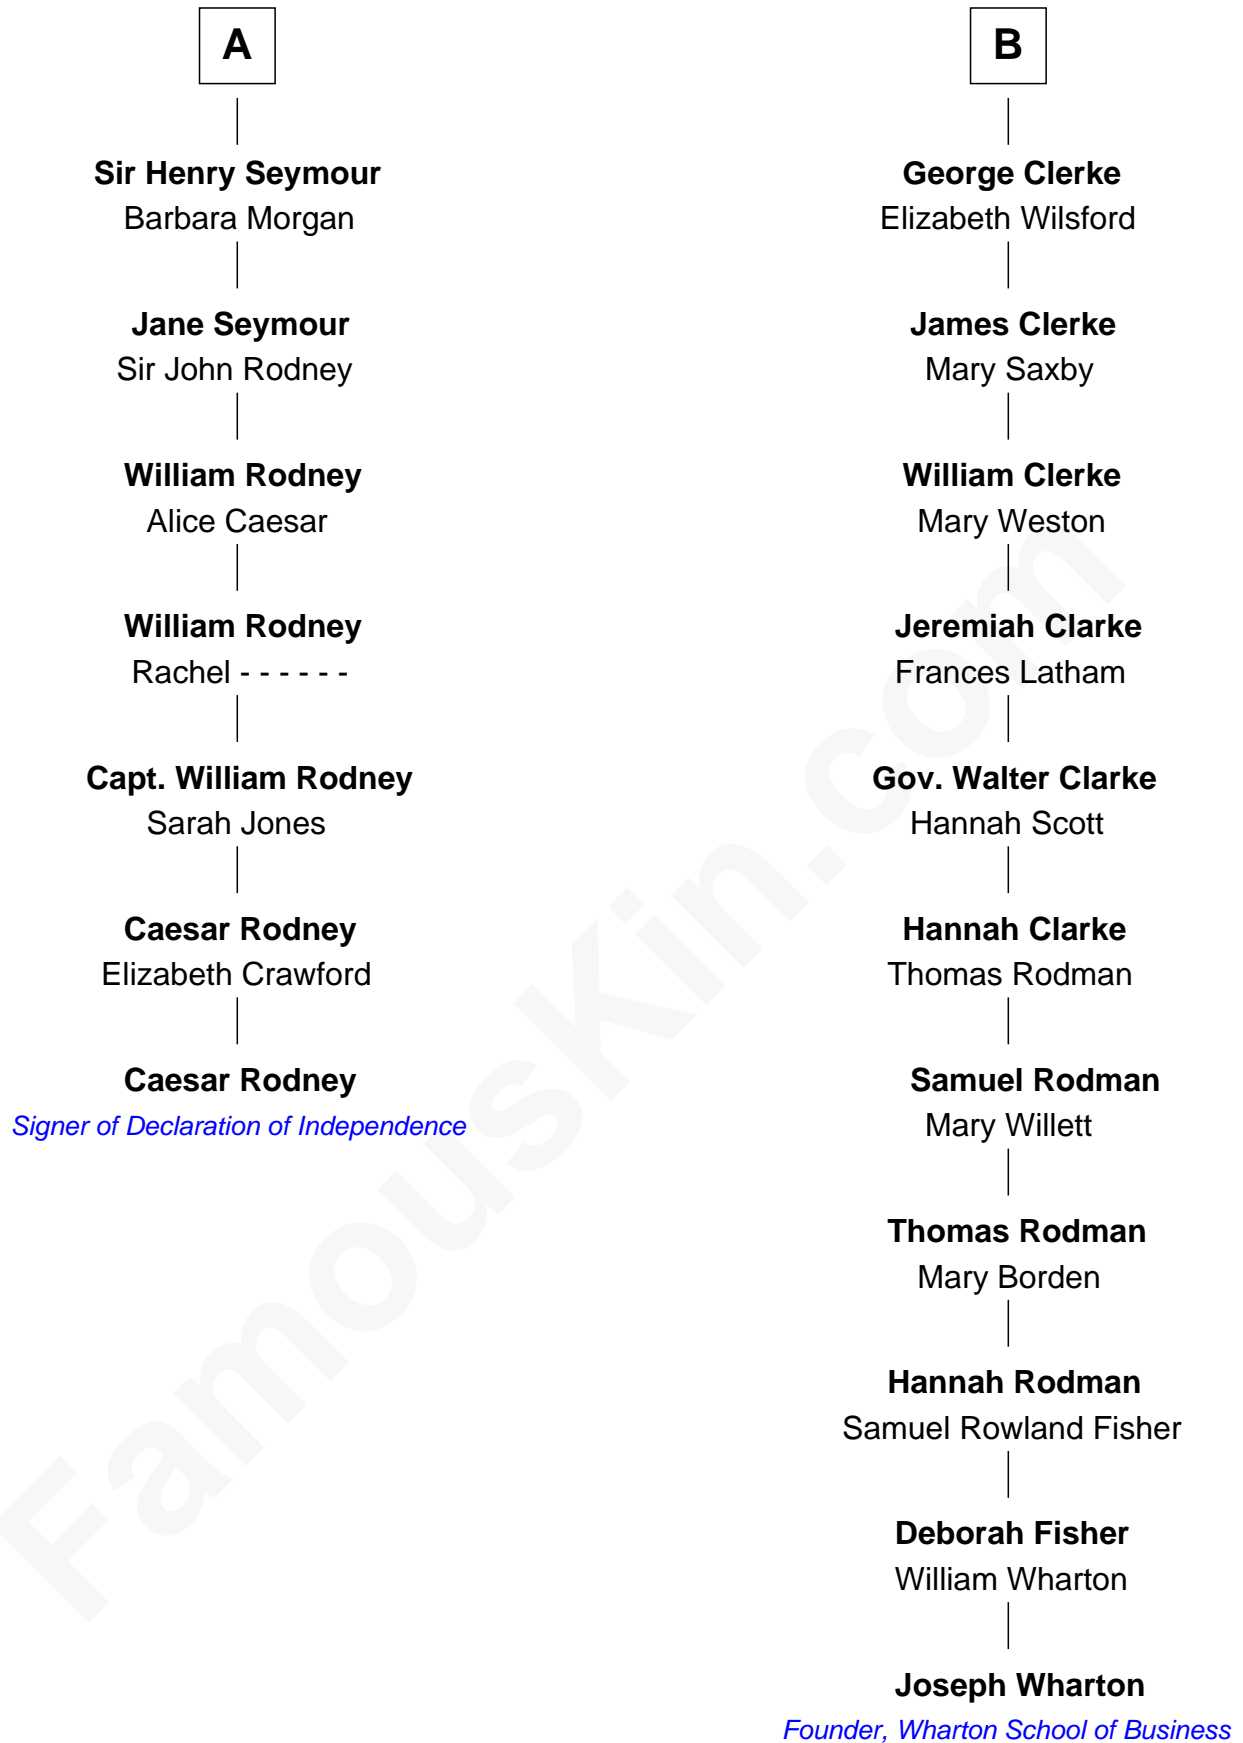 A
Sir Henry Seymour
Barbara Morgan
Jane Seymour
Sir John Rodney
William Rodney
Alice Caesar
William Rodney
Rachel - - - - - -
Capt. William Rodney
Sarah Jones
Caesar Rodney
Elizabeth Crawford
Caesar Rodney
Signer of Declaration of Independence
B
George Clerke
Elizabeth Wilsford
James Clerke
Mary Saxby
William Clerke
Mary Weston
Jeremiah Clarke
Frances Latham
Gov. Walter Clarke
Hannah Scott
Hannah Clarke
Thomas Rodman
Samuel Rodman
Mary Willett
Thomas Rodman
Mary Borden
Hannah Rodman
Samuel Rowland Fisher
Deborah Fisher
William Wharton
Joseph Wharton
Founder, Wharton School of Business
FamousKin.com